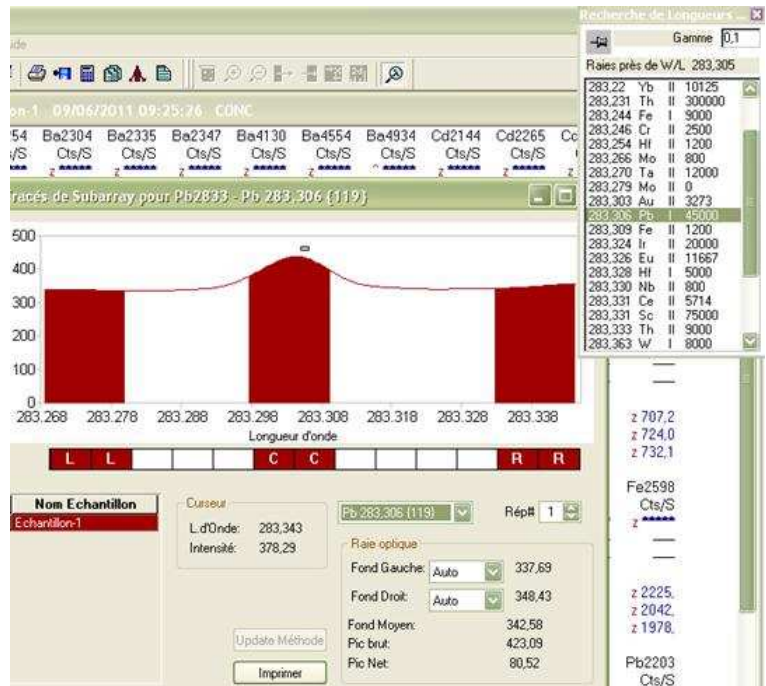 Recherche de Longueurs ...
Gamme 0,1
Raies près de W/L 283,305
283,22 Yb II 10125
283,231 Th II 300000
283,244 Fe I 9000
283,246 Cr II 2500
283,254 Hf II 1200
283,266 Mo II 800
283,270 Ta II 12000
283,279 Mo II 0
283,303 Au II 3273
283,306 Pb I 45000
283,309 Fe II 1200
283,324 Ir II 20000
283,326 Eu II 11667
283,328 Hf I 5000
283,330 Nb II 800
283,331 Ce II 5714
283,331 Sc II 75000
283,333 Th II 9000
283,363 W I 8000
ide
on-1 09/06/2011 09:25:26 CONC
254 Ba2304 Ba2335 Ba2347 Ba4130 Ba4554 Ba4934 Cd2144 Cd2265 Co
s/S Cts/S Cts/S Cts/S Cts/S Cts/S Cts/S Cts/S Cts/S
z ***** z ***** z ***** z ***** ^ ***** z ***** z ***** z
racés de Subarray pour Pb2833 - Pb 283,306 {119}
500
400
300
200
100
0
283.268 283.278 283.288 283.298 283.308 283.318 283.328 283.338
Longueur d'onde
L L C C R R
Nom Echantillon
Echantillon-1
Curseur
L.d'Onde: 283,343
Intensité: 378,29
Update Méthode
Imprimer
Pb 283,306 {119}
Rép# 1
Raie optique
Fond Gauche: Auto 337,69
Fond Droit: Auto 348,43
Fond Moyen: 342,58
Pic brut: 423,09
Pic Net: 80,52
z 707,2
z 724,0
z 732,1
Fe2598
Cts/S
z *****
z 2225,
z 2042,
z 1978,
Pb2203
Cts/S